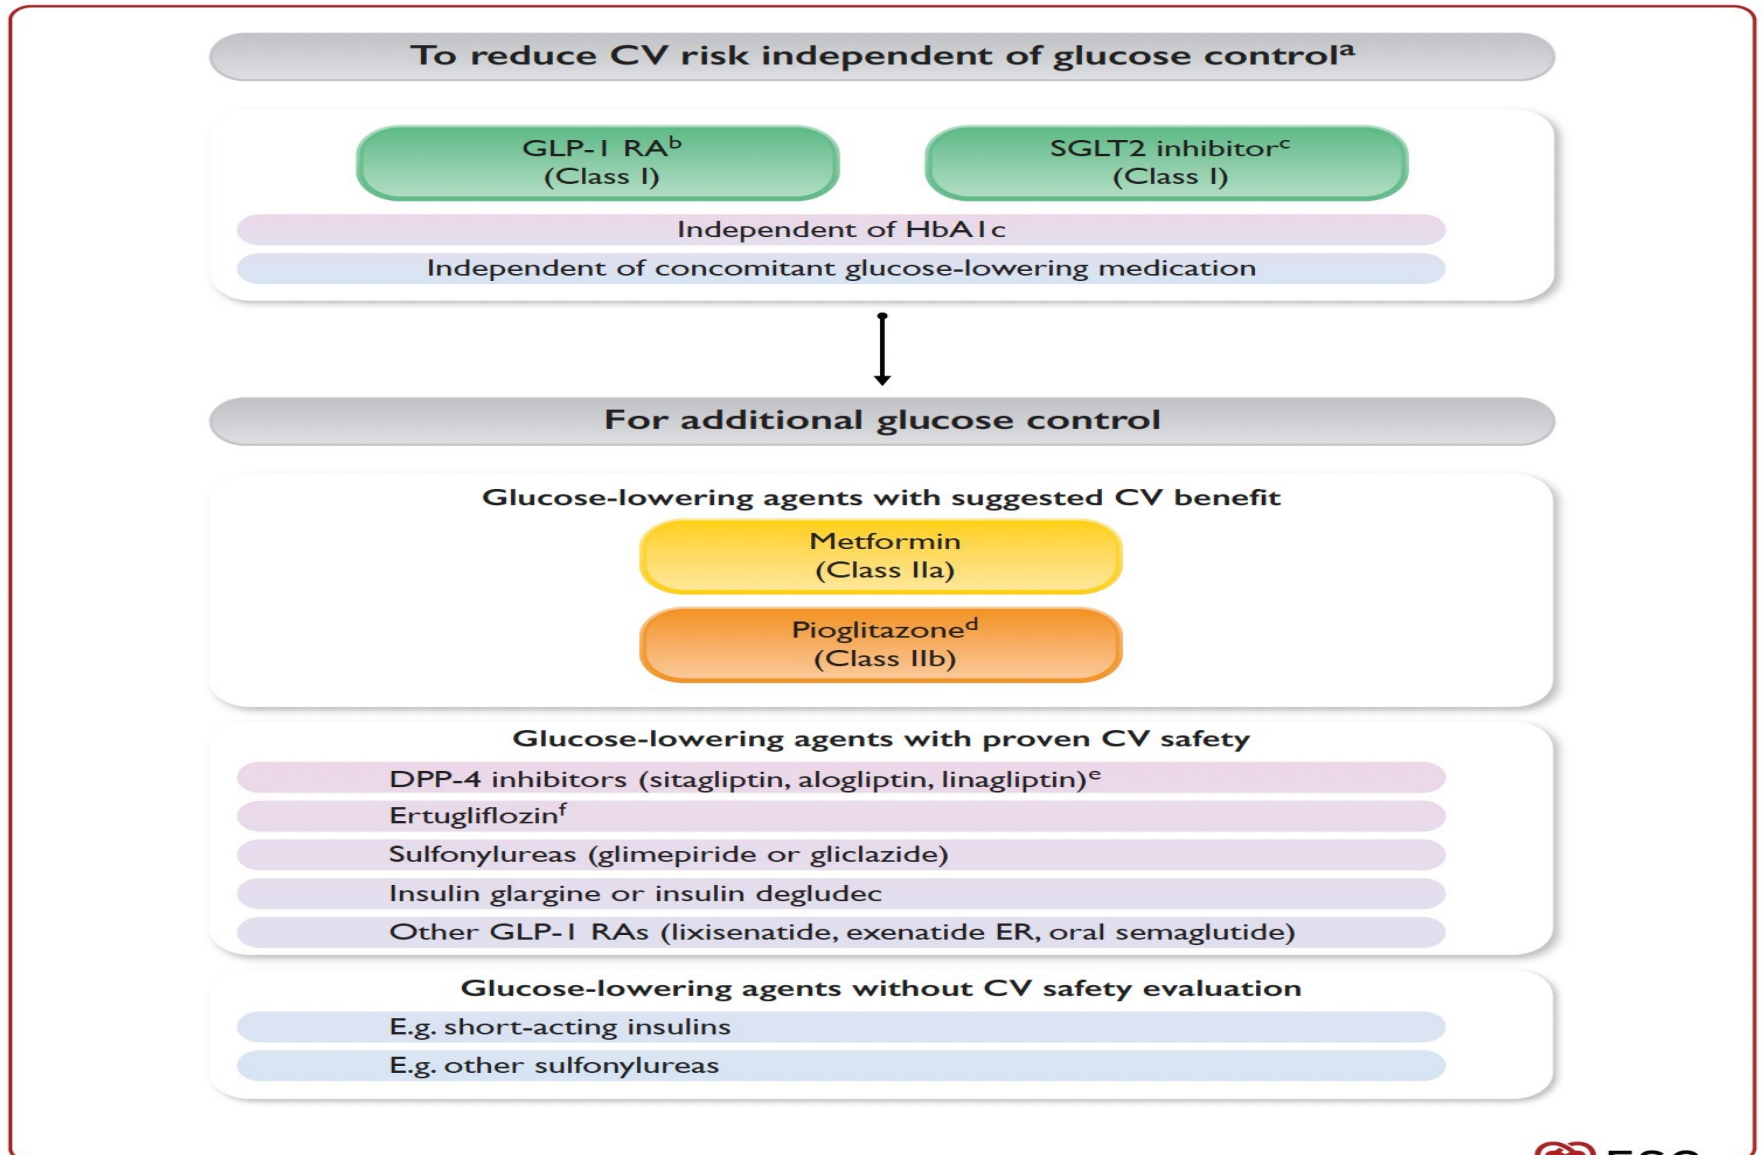 To reduce CV risk independent of glucose controlᵃ
GLP-1 RAᵇ
(Class I)
SGLT2 inhibitorᶜ
(Class I)
Independent of HbA1c
Independent of concomitant glucose-lowering medication
For additional glucose control
Glucose-lowering agents with suggested CV benefit
Metformin
(Class IIa)
Pioglitazoneᵈ
(Class IIb)
Glucose-lowering agents with proven CV safety
DPP-4 inhibitors (sitagliptin, alogliptin, linagliptin)ᵉ
Ertugliflozinᶠ
Sulfonylureas (glimepiride or gliclazide)
Insulin glargine or insulin degludec
Other GLP-1 RAs (lixisenatide, exenatide ER, oral semaglutide)
Glucose-lowering agents without CV safety evaluation
E.g. short-acting insulins
E.g. other sulfonylureas